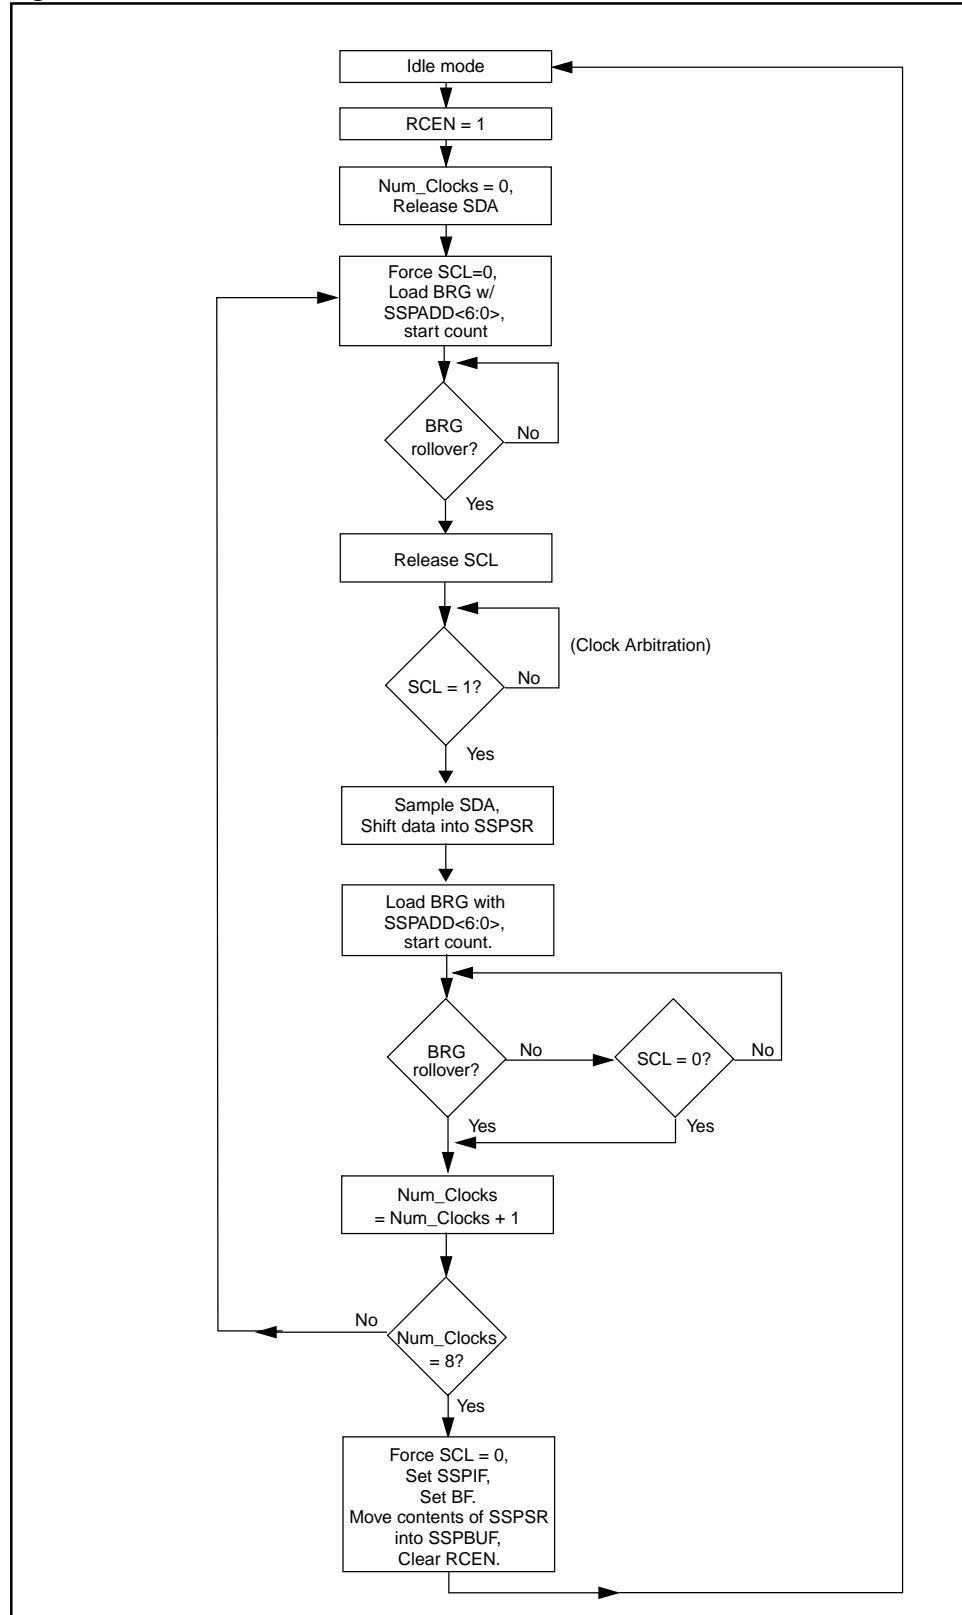 Idle mode
RCEN = 1
Num_Clocks = 0,
Release SDA
Force SCL=0,
Load BRG w/
SSPADD<6:0>,
start count
BRG
rollover?
No
Yes
Release SCL
(Clock Arbitration)
SCL = 1?
No
Yes
Sample SDA,
Shift data into SSPSR
Load BRG with
SSPADD<6:0>,
start count.
BRG
rollover?
No
SCL = 0?
No
Yes
Yes
Num_Clocks
= Num_Clocks + 1
No
Num_Clocks
= 8?
Yes
Force SCL = 0,
Set SSPIF,
Set BF.
Move contents of SSPSR
into SSPBUF,
Clear RCEN.